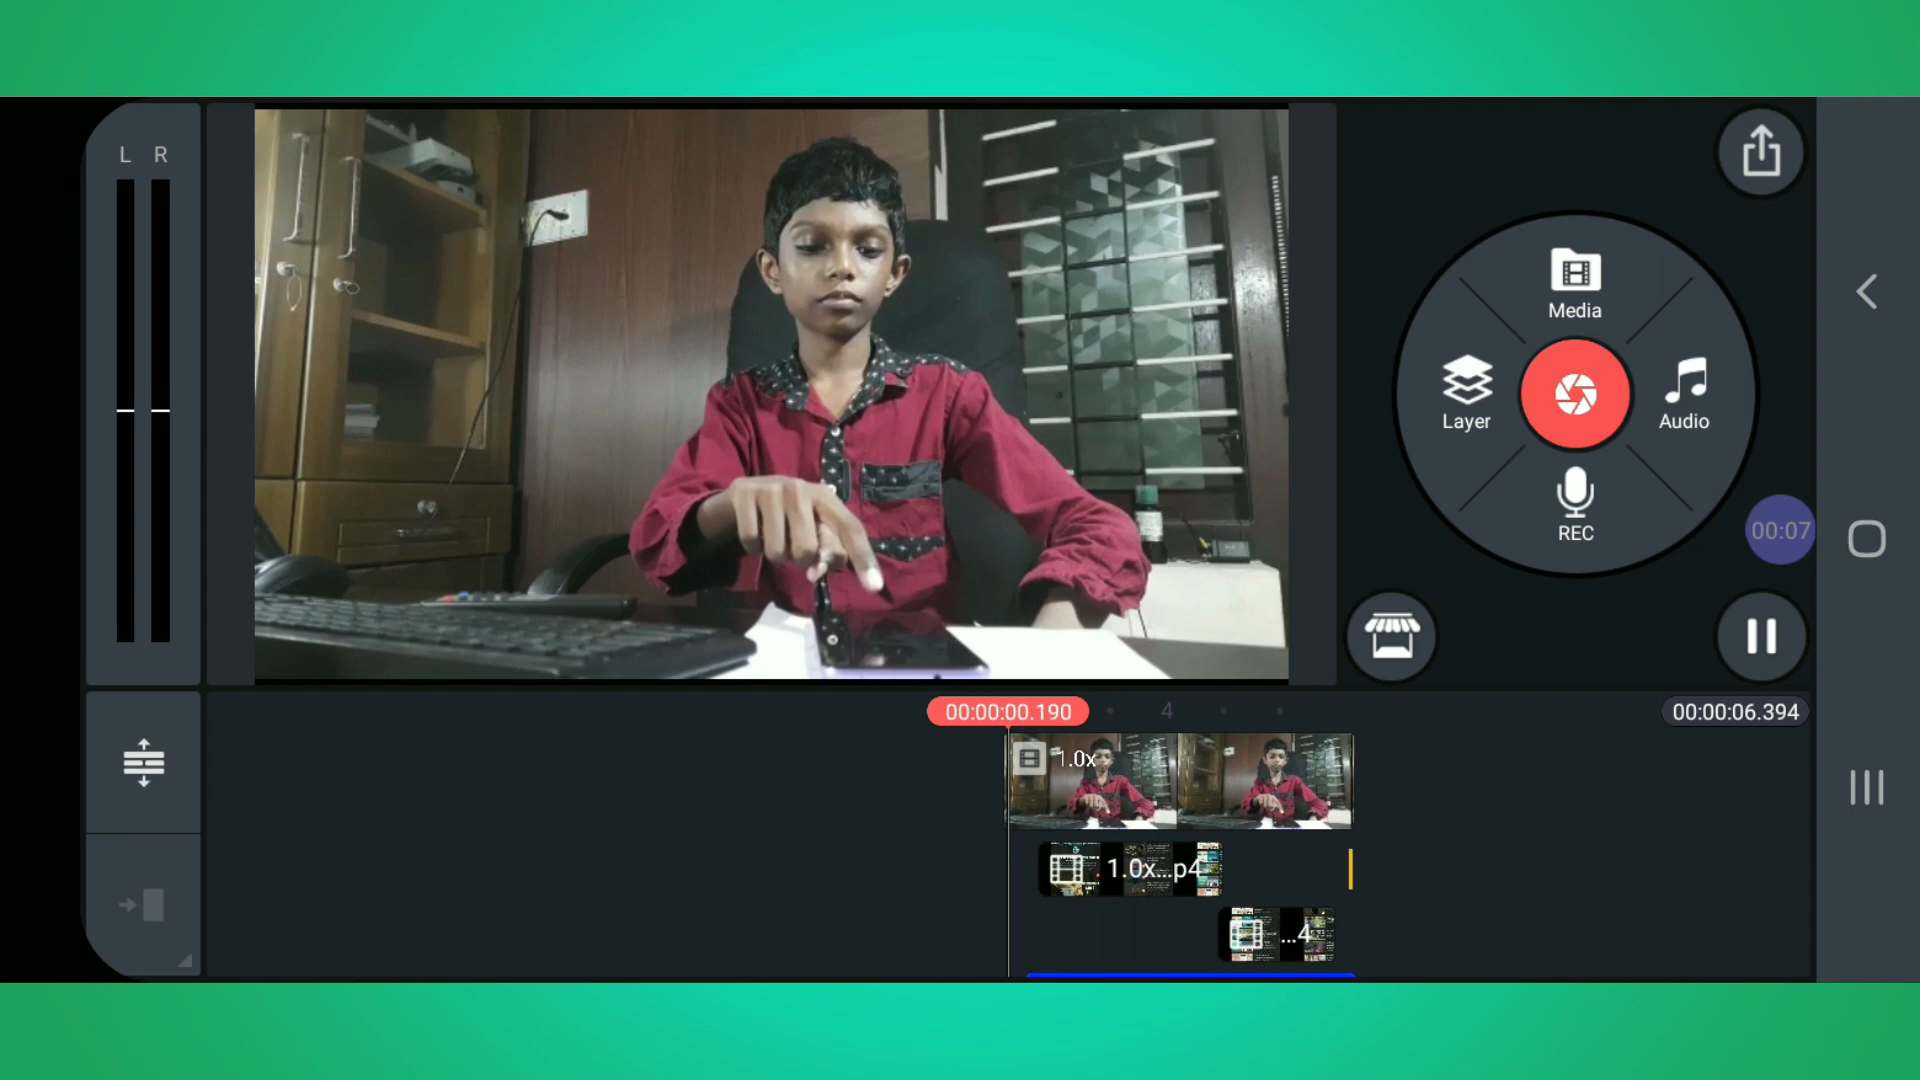 L R
Media
Layer
Audio
REC
00:07
00:00:00.190
4
00:00:06.394
1.0x
1.0x...p4
...4